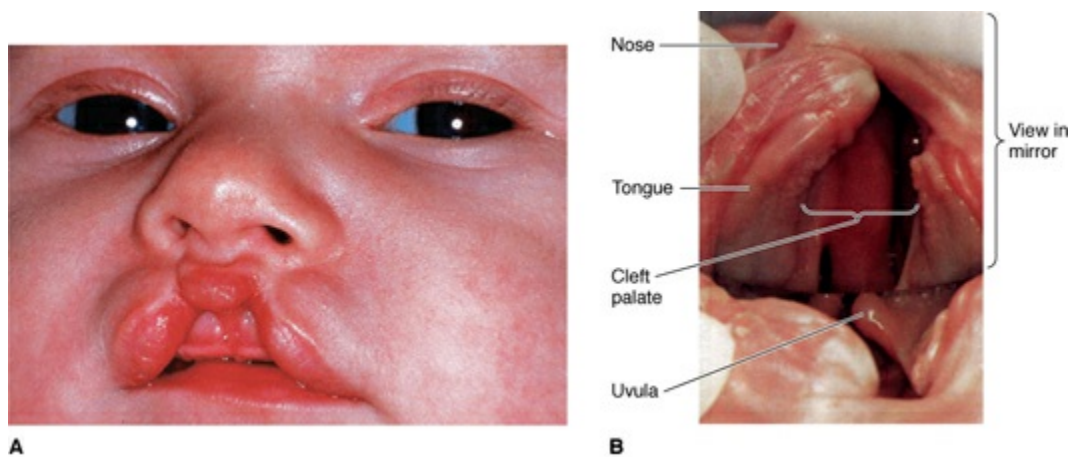 Nose
Tongue
Cleft
palate
Uvula
View in
mirror
A
B